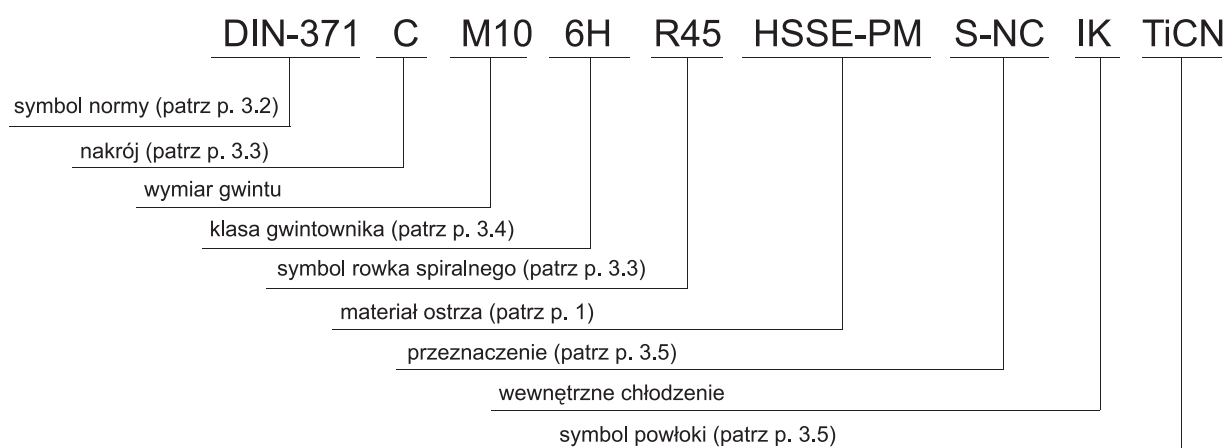 DIN-371 C M10 6H R45 HSSE-PM S-NC IK TiCN
symbol normy (patrz p. 3.2)
nakrój (patrz p. 3.3)
wymiar gwintu
klasa gwintownika (patrz p. 3.4)
symbol rowka spiralnego (patrz p. 3.3)
materiał ostrza (patrz p. 1)
przeznaczenie (patrz p. 3.5)
wewnętrzne chłodzenie
symbol powłoki (patrz p. 3.5)